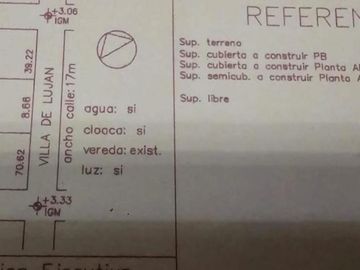 +3.06
IGM
39.22
8.66
70.62
VILLA DE LUJAN
ancho calle: 17m
agua: si
cloaca: si
vereda: exist.
luz: si
+3.33
IGM
REFEREN
Sup. terreno
Sup. cubierta a construir PB
Sup. cubierta a construir Planta Al
Sup. semicub. a construir Planta A
Sup. libre